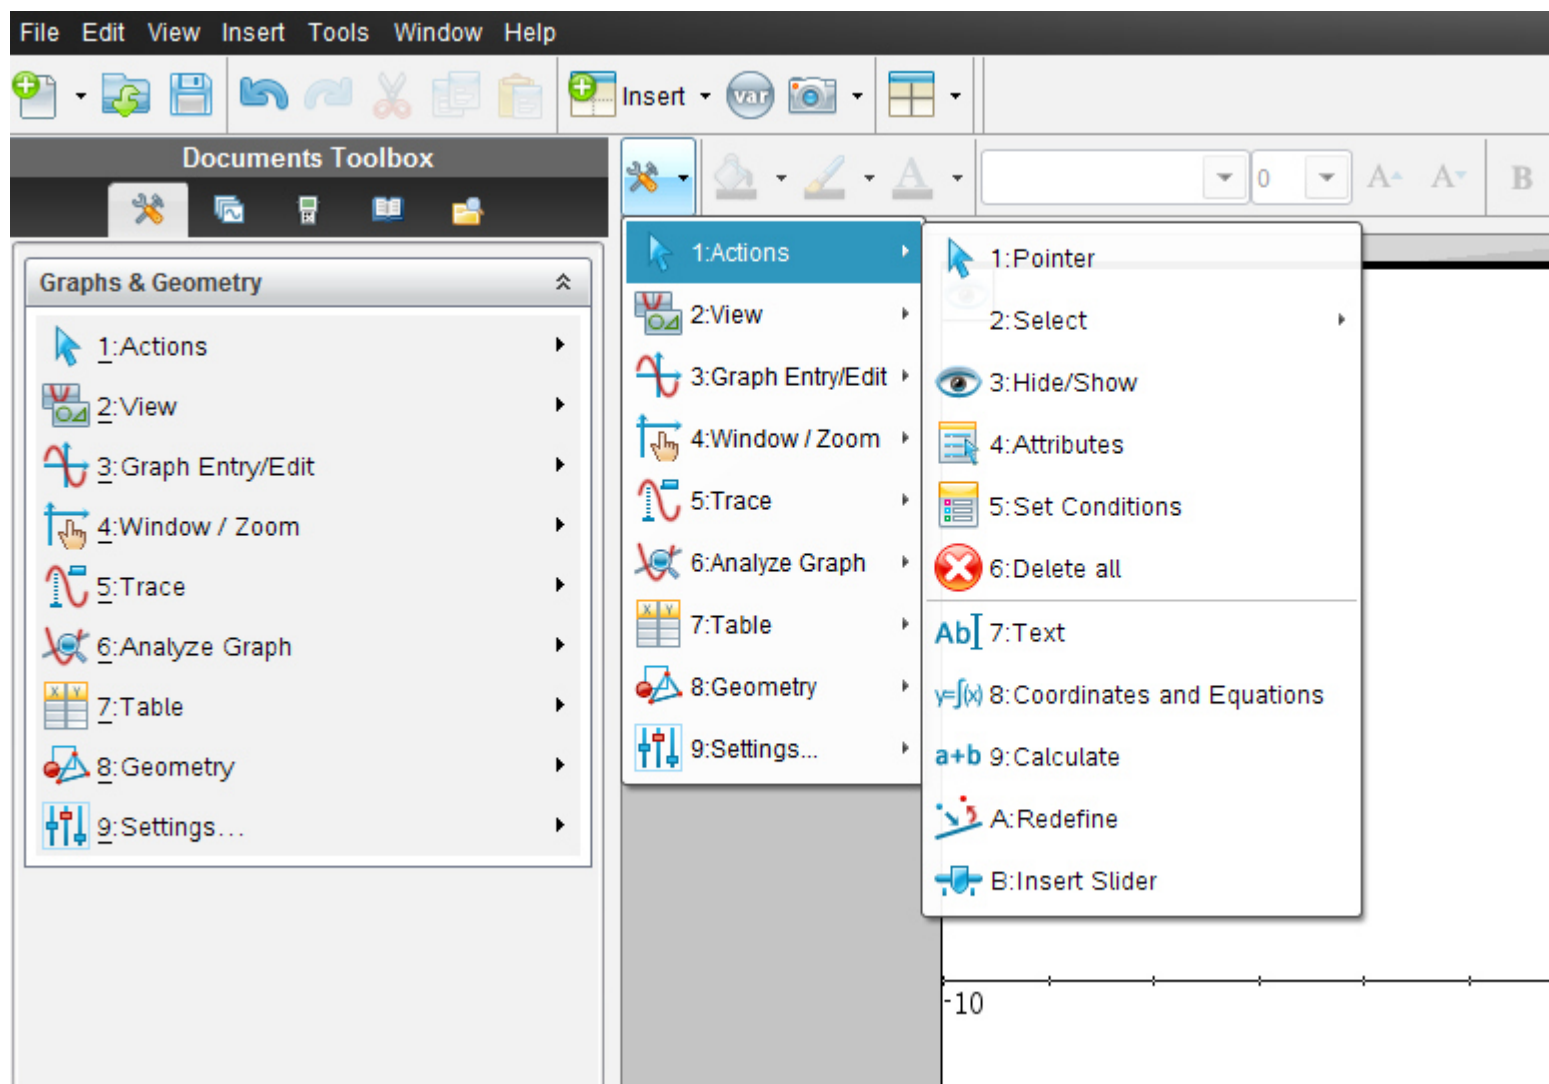 File Edit View Insert Tools Window Help
Insert var
Documents Toolbox
0 A A B
Graphs & Geometry
1:Actions
2:View
3:Graph Entry/Edit
4:Window / Zoom
5:Trace
6:Analyze Graph
X Y
7:Table
8:Geometry
9:Settings...
1:Actions
2:View
3:Graph Entry/Edit
4:Window / Zoom
5:Trace
6:Analyze Graph
X Y
7:Table
8:Geometry
9:Settings...
1:Pointer
2:Select
3:Hide/Show
4:Attributes
5:Set Conditions
6:Delete all
Ab 7:Text
y=∫(x) 8:Coordinates and Equations
a+b 9:Calculate
A:Redefine
B:Insert Slider
-10